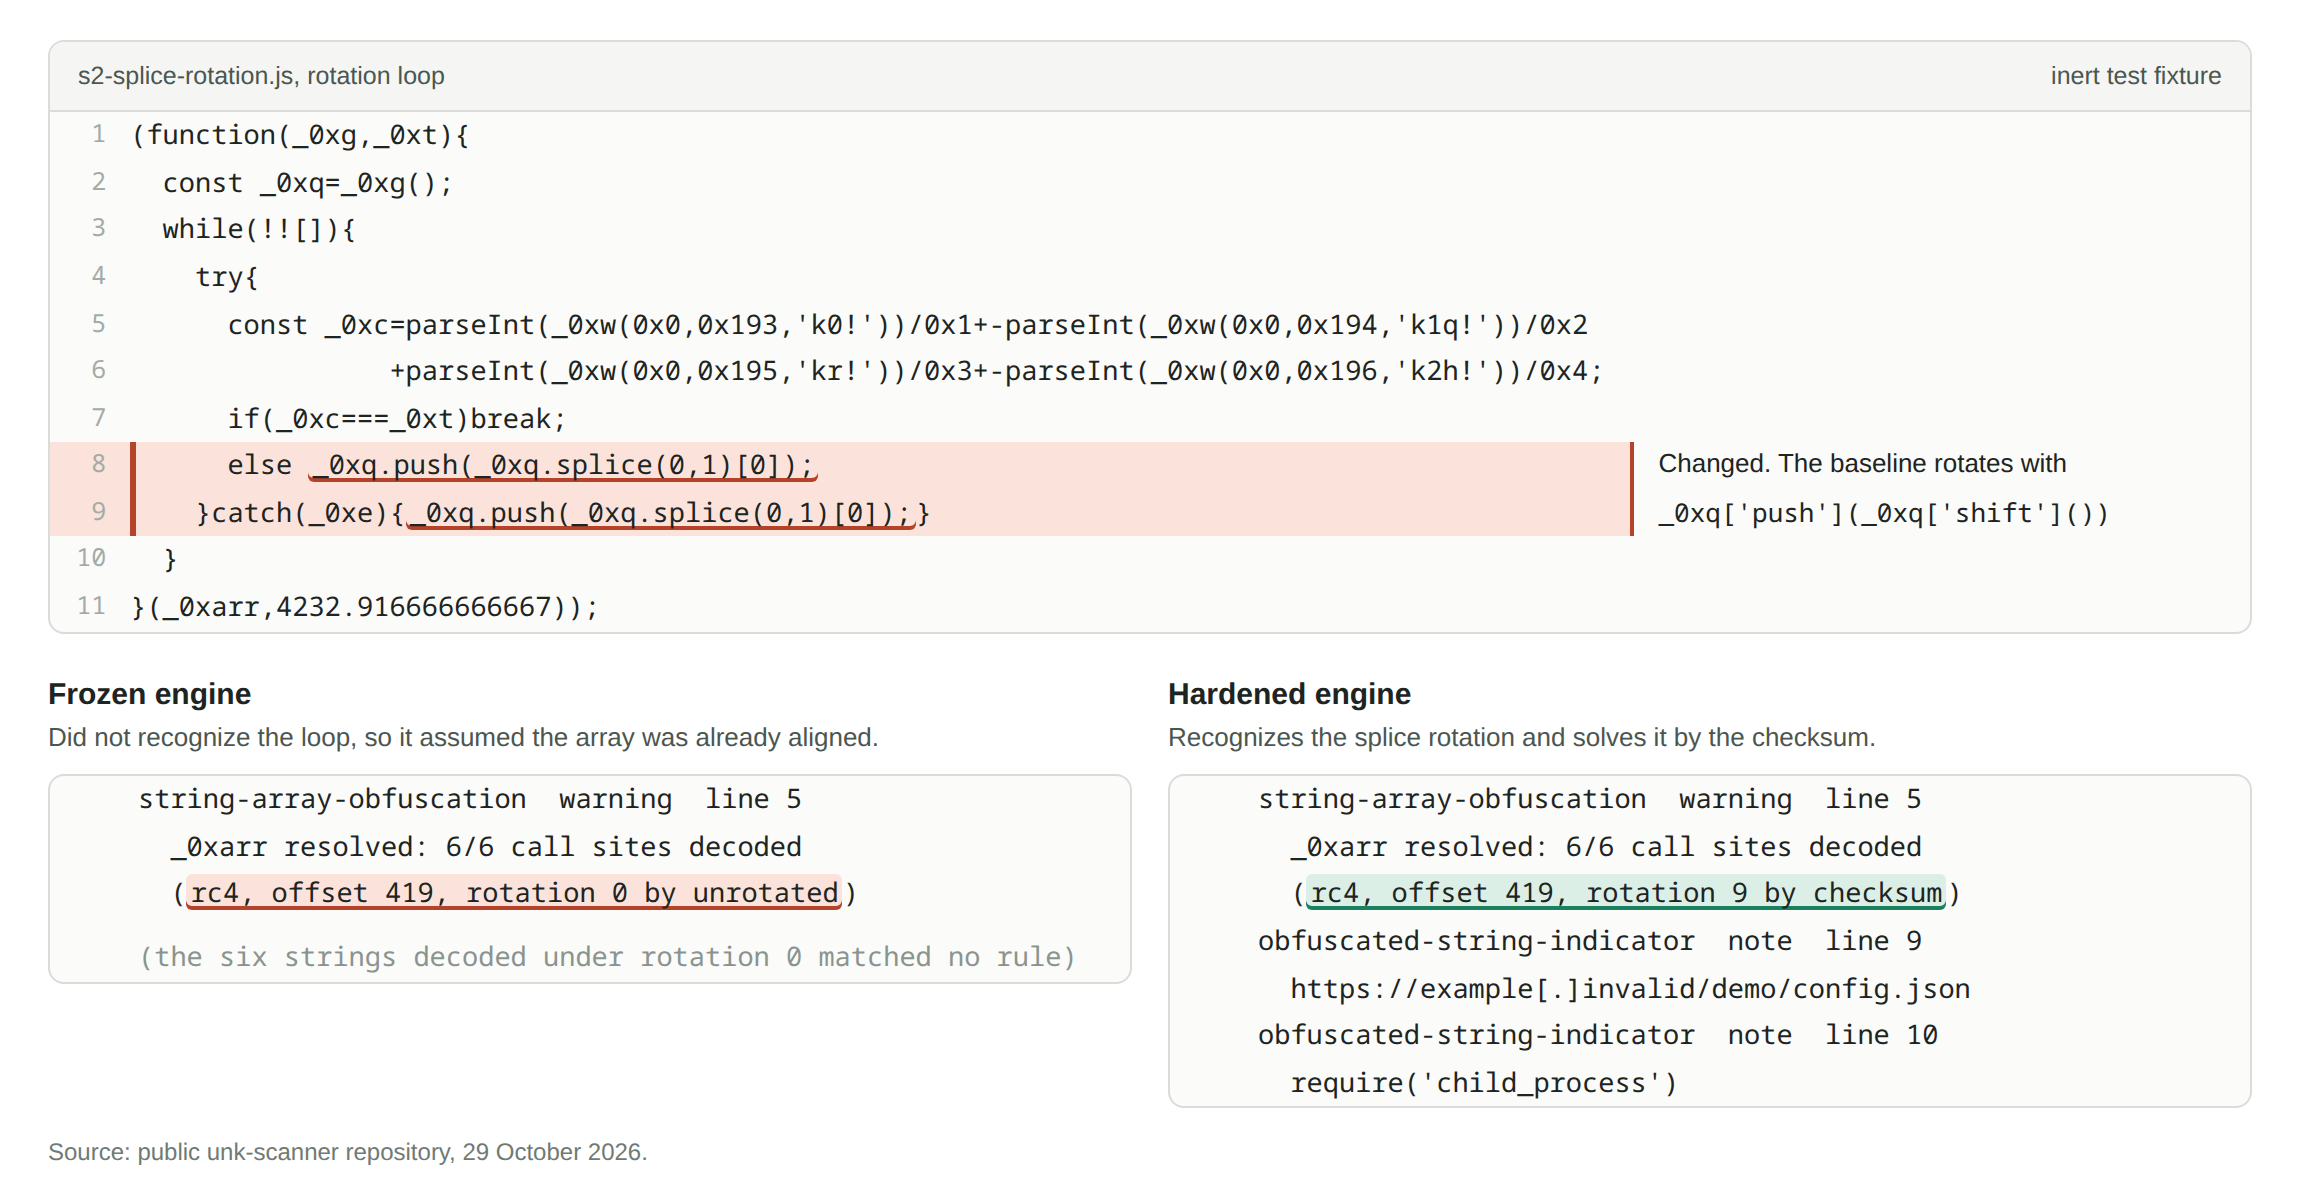 s2-splice-rotation.js, rotation loop
inert test fixture
1 (function(_0xg,_0xt){
2   const _0xq=_0xg();
3   while(!![]){
4     try{
5       const _0xc=parseInt(_0xw(0x0,0x193,'k0!'))/0x1+-parseInt(_0xw(0x0,0x194,'k1q!'))/0x2
6                 +parseInt(_0xw(0x0,0x195,'kr!'))/0x3+-parseInt(_0xw(0x0,0x196,'k2h!'))/0x4;
7       if(_0xc===_0xt)break;
8       else _0xq.push(_0xq.splice(0,1)[0]);
Changed. The baseline rotates with
9     }catch(_0xe){_0xq.push(_0xq.splice(0,1)[0]);}
_0xq['push'](_0xq['shift']())
10   }
11 }(_0xarr,4232.916666666667));
Frozen engine
Did not recognize the loop, so it assumed the array was already aligned.
string-array-obfuscation  warning  line 5
_0xarr resolved: 6/6 call sites decoded
(rc4, offset 419, rotation 0 by unrotated)
(the six strings decoded under rotation 0 matched no rule)
Hardened engine
Recognizes the splice rotation and solves it by the checksum.
string-array-obfuscation  warning  line 5
_0xarr resolved: 6/6 call sites decoded
(rc4, offset 419, rotation 9 by checksum)
obfuscated-string-indicator  note  line 9
https://example[.]invalid/demo/config.json
obfuscated-string-indicator  note  line 10
require('child_process')
Source: public unk-scanner repository, 29 October 2026.